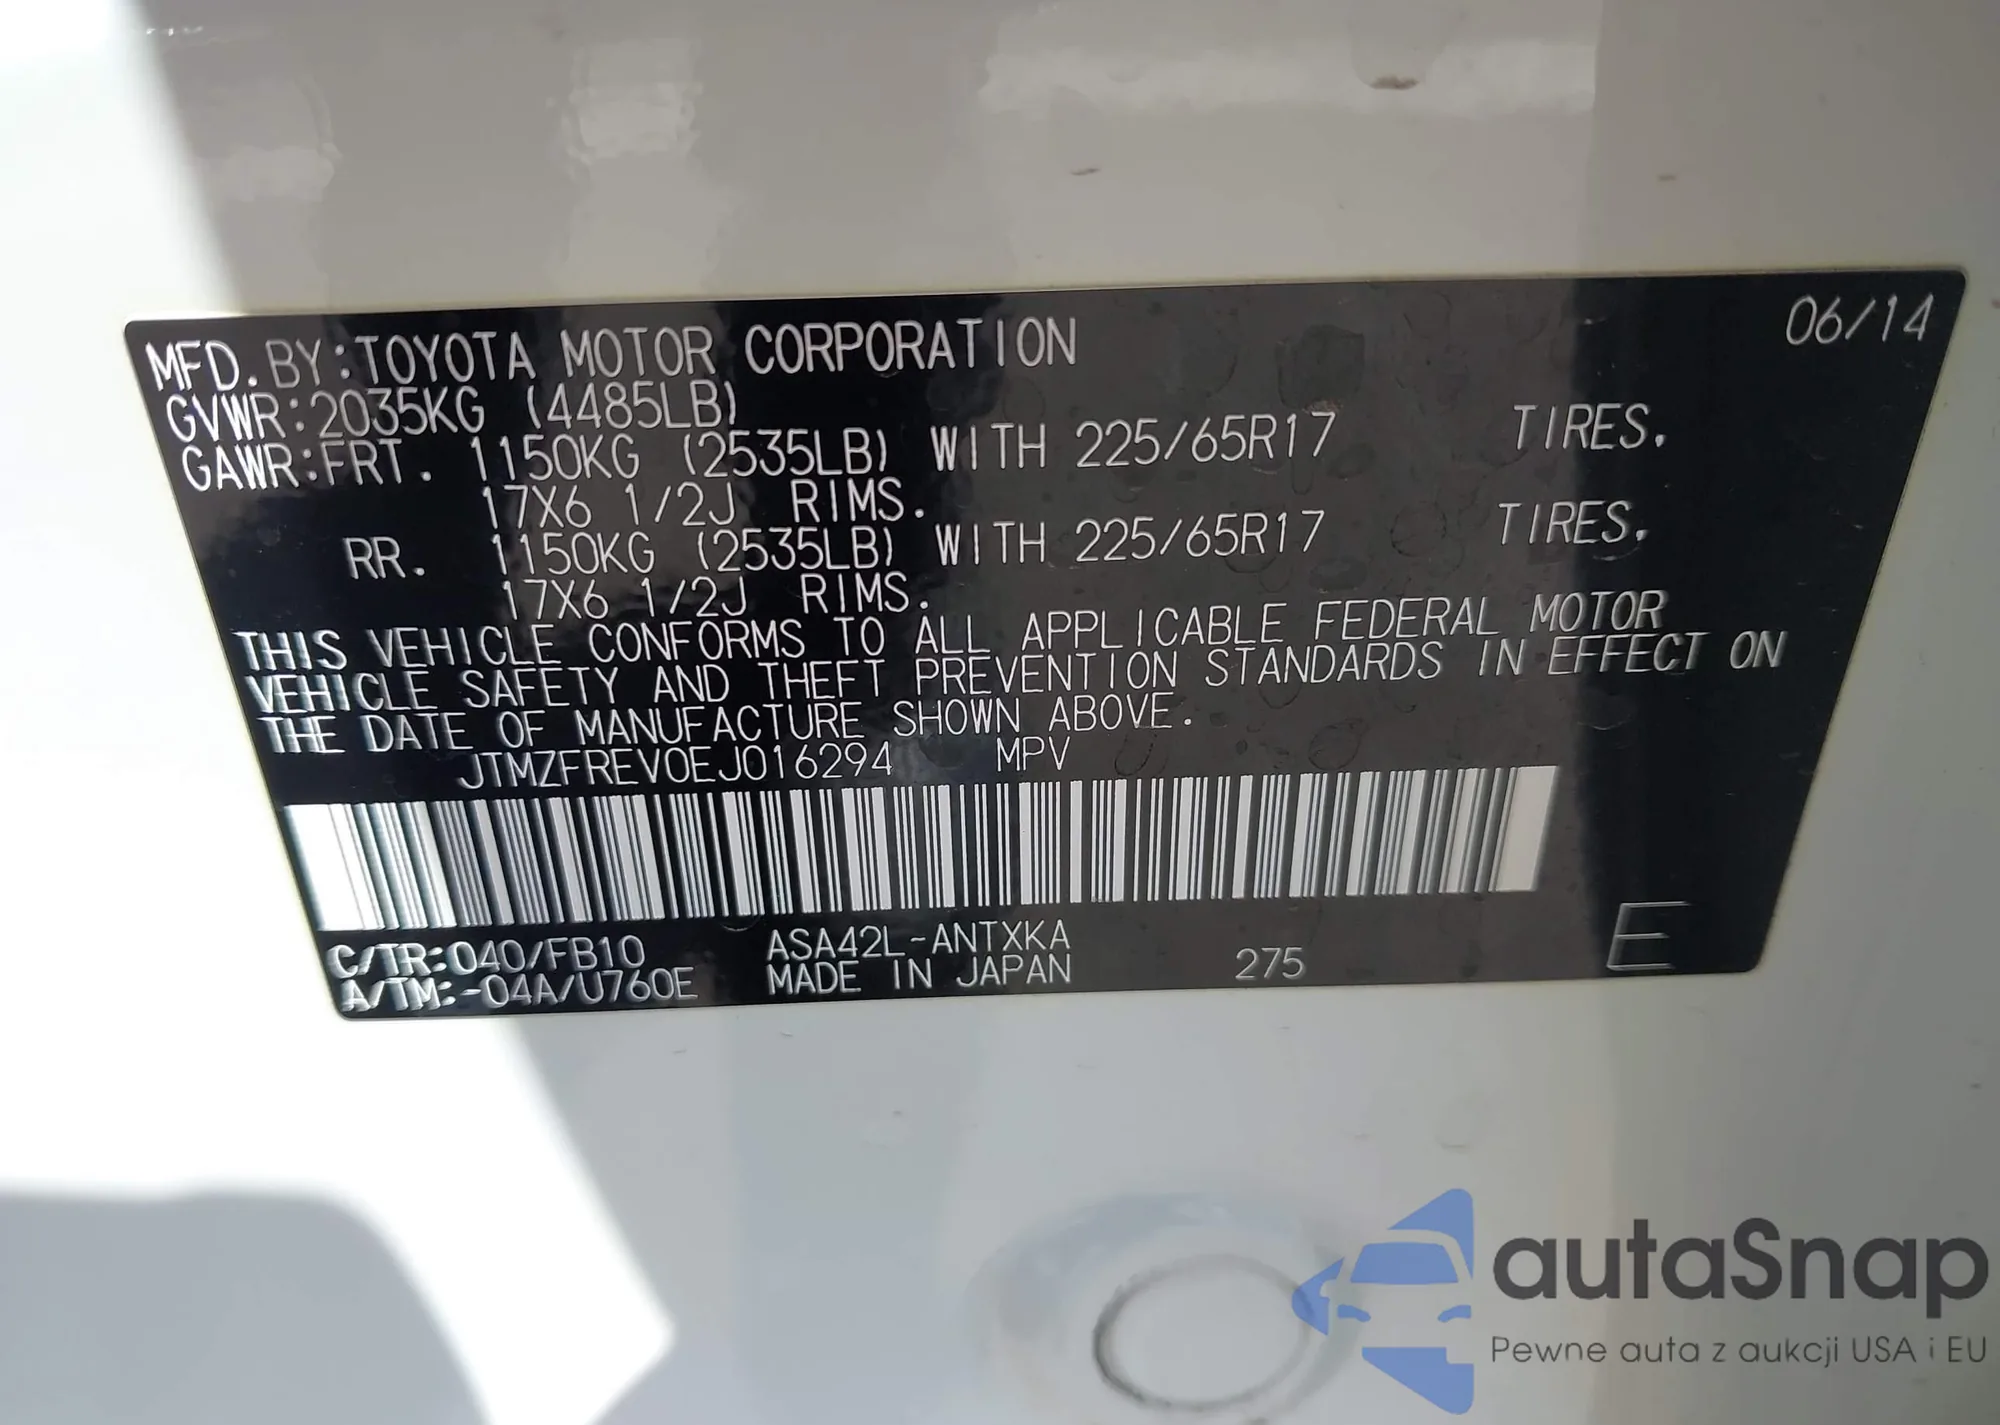 06/14
MFD. BY:TOYOTA MOTOR CORPORATION
GVWR:2035KG (4485LB)
GAWR:FRT. 1150KG (2535LB) WITH 225/65R17 TIRES.
17X6 1/2J RIMS.
RR. 1150KG (2535LB) WITH 225/65R17 TIRES.
17X6 1/2J RIMS.
THIS VEHICLE CONFORMS TO ALL APPLICABLE FEDERAL MOTOR
VEHICLE SAFETY AND THEFT PREVENTION STANDARDS IN EFFECT ON
THE DATE OF MANUFACTURE SHOWN ABOVE.
JTMZFREV0EJ016294 MPV
C/TR:040/FB10 ASA42L-ANTXKA
A/TM:-04A/U760E MADE IN JAPAN 275 E
autaSnap
Pewne auta z aukcji USA i EU